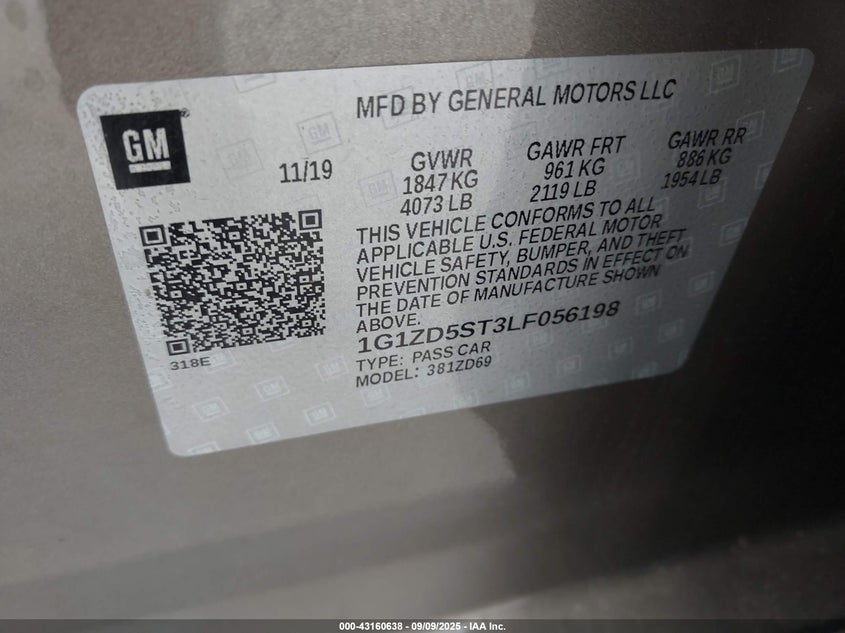 GM
MFD BY GENERAL MOTORS LLC
11/19
GVWR
1847 KG
4073 LB
GAWR FRT
961 KG
2119 LB
GAWR RR
886 KG
1954 LB
THIS VEHICLE CONFORMS TO ALL
APPLICABLE U.S. FEDERAL MOTOR
VEHICLE SAFETY, BUMPER, AND THEFT
PREVENTION STANDARDS IN EFFECT ON
THE DATE OF MANUFACTURE SHOWN
ABOVE.
318E
1G1ZD5ST3LF056198
TYPE: PASS CAR
MODEL: 381ZD69
000-43160638 - 09/09/2025 - IAA Inc.